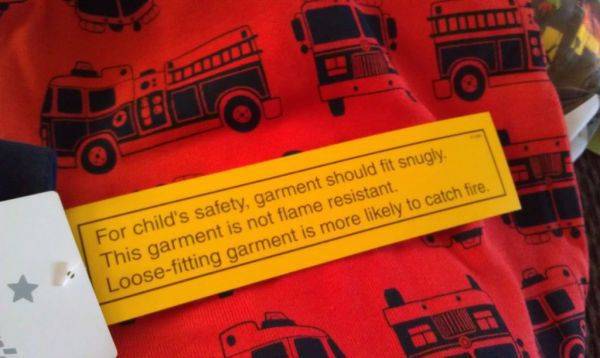 For child's safety, garment should fit snugly.
This garment is not flame resistant.
Loose-fitting garment is more likely to catch fire.